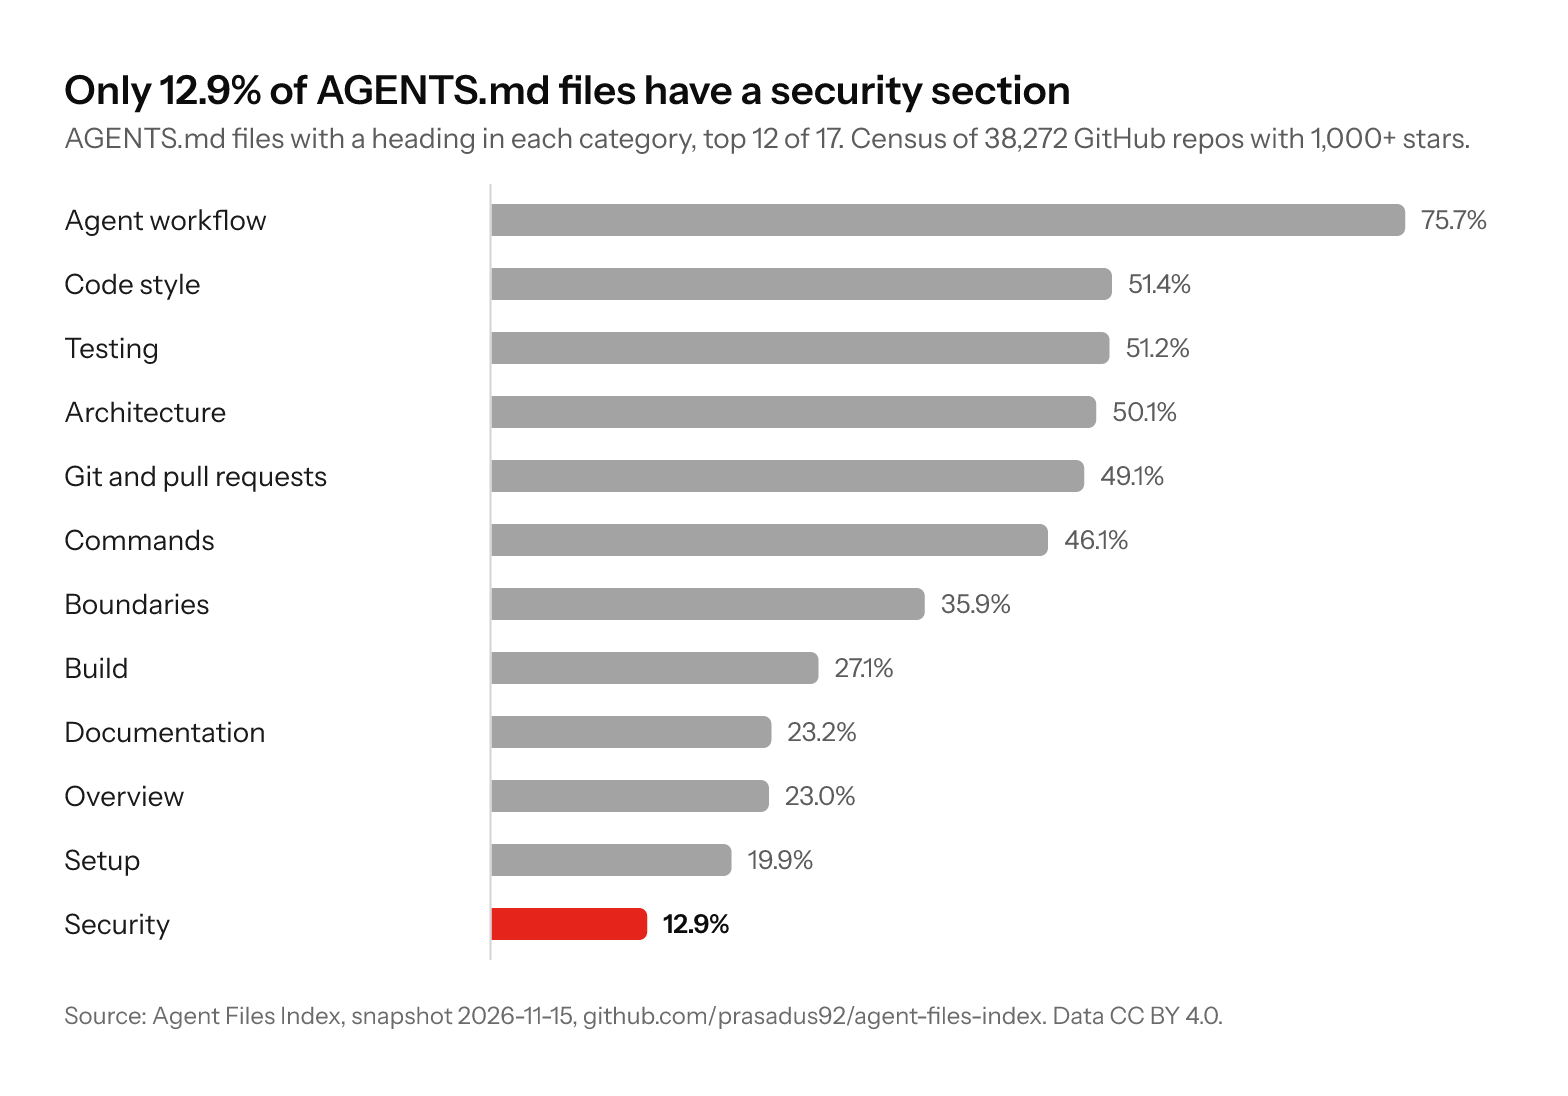 Only 12.9% of AGENTS.md files have a security section
AGENTS.md files with a heading in each category, top 12 of 17. Census of 38,272 GitHub repos with 1,000+ stars.
Agent workflow 75.7%
Code style 51.4%
Testing 51.2%
Architecture 50.1%
Git and pull requests 49.1%
Commands 46.1%
Boundaries 35.9%
Build 27.1%
Documentation 23.2%
Overview 23.0%
Setup 19.9%
Security 12.9%
Source: Agent Files Index, snapshot 2026-11-15, github.com/prasadus92/agent-files-index. Data CC BY 4.0.